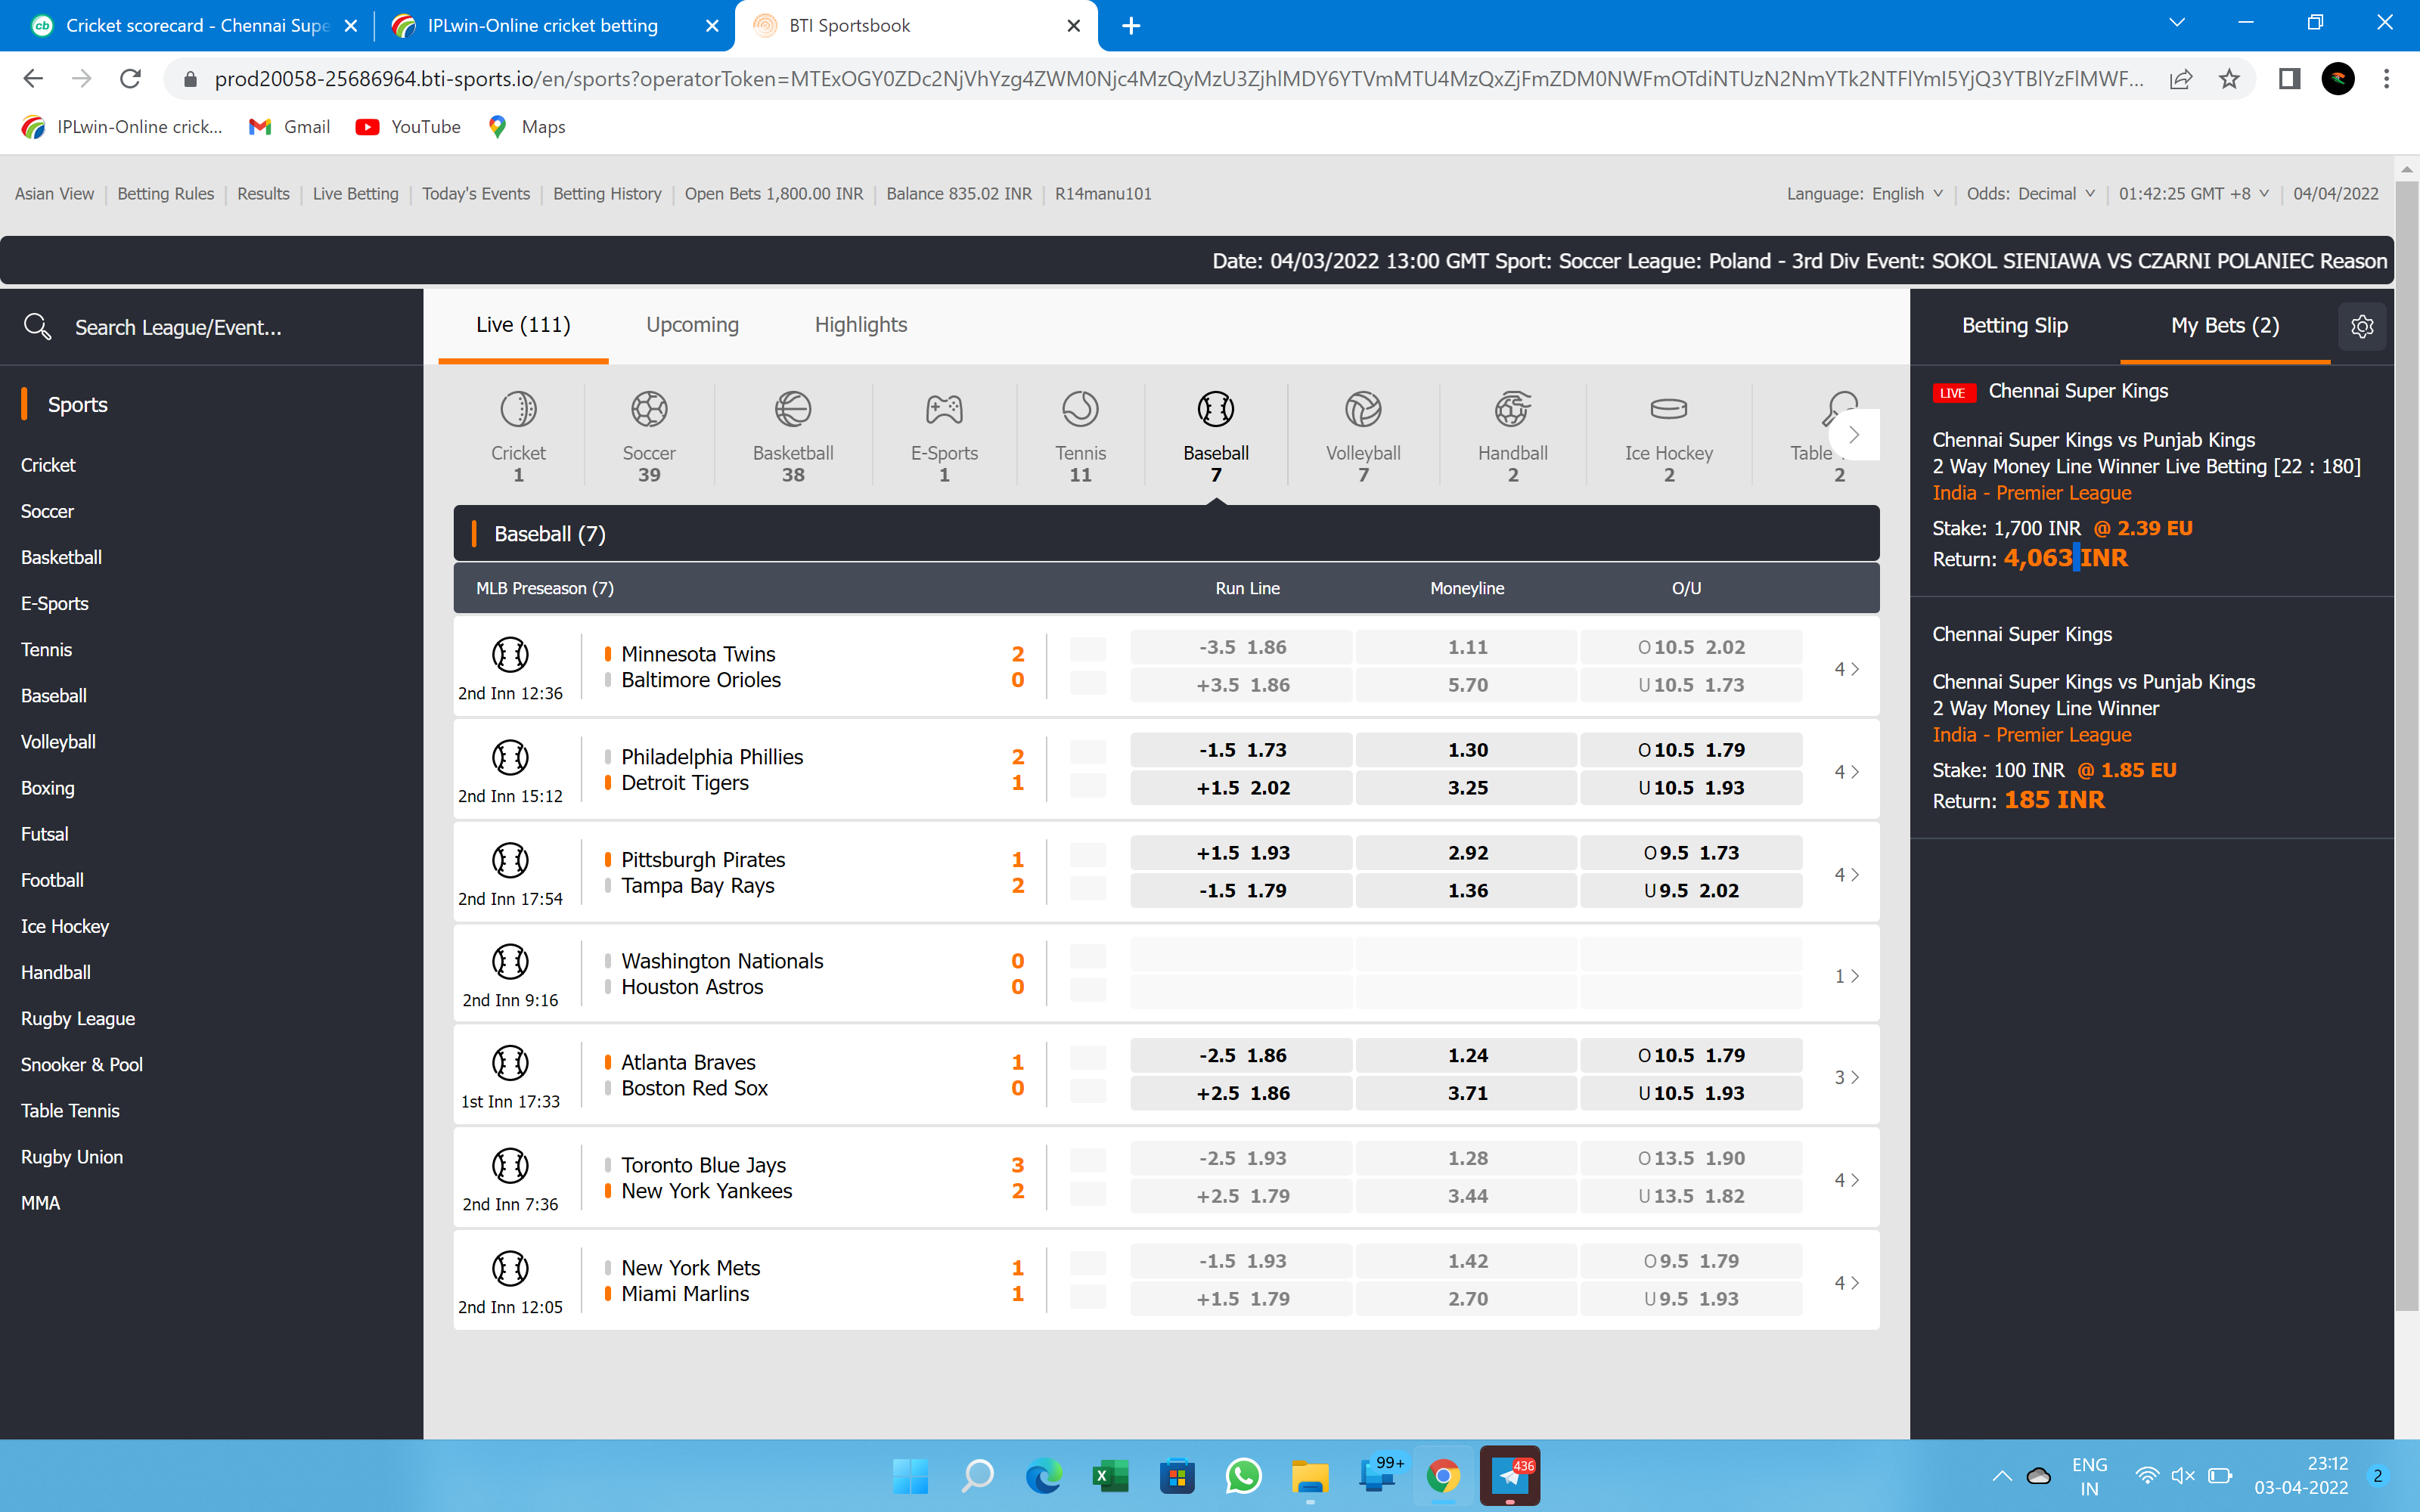 Cricket scorecard - Chennai Supe
IPLwin-Online cricket betting
BTI Sportsbook
prod20058-25686964.bti-sports.io/en/sports?operatorToken=MTExOGY0ZDc2NjVhYzg4ZWM0Njc4MzQyMzU3ZjhlMDY6YTVmMTU4MzQxZjFmZDM0NWFmOTdiNTUzN2NmYTk2NTFlYmI5YjQ3YTBlYzFlMWF...
IPLwin-Online crick...
Gmail
YouTube
Maps
Asian View
Betting Rules
Results
Live Betting
Today's Events
Betting History
Open Bets 1,800.00 INR
Balance 835.02 INR
R14manu101
Language: English
Odds: Decimal
01:42:25 GMT +8
04/04/2022
Date: 04/03/2022 13:00 GMT Sport: Soccer League: Poland - 3rd Div Event: SOKOL SIENIAWA VS CZARNI POLANIEC Reason
Search League/Event...
Sports
Cricket
Soccer
Basketball
E-Sports
Tennis
Baseball
Volleyball
Boxing
Futsal
Football
Ice Hockey
Handball
Rugby League
Snooker & Pool
Table Tennis
Rugby Union
MMA
Live (111)
Upcoming
Highlights
Cricket
1
Soccer
39
Basketball
38
E-Sports
1
Tennis
11
Baseball
7
Volleyball
7
Handball
2
Ice Hockey
2
Table
2
Baseball (7)
MLB Preseason (7) Run Line Moneyline O/U
Minnesota Twins 2 -3.5 1.86 1.11 O 10.5 2.02
Baltimore Orioles 0 +3.5 1.86 5.70 U 10.5 1.73
2nd Inn 12:36
4
Philadelphia Phillies 2 -1.5 1.73 1.30 O 10.5 1.79
Detroit Tigers 1 +1.5 2.02 3.25 U 10.5 1.93
2nd Inn 15:12
4
Pittsburgh Pirates 1 +1.5 1.93 2.92 O 9.5 1.73
Tampa Bay Rays 2 -1.5 1.79 1.36 U 9.5 2.02
2nd Inn 17:54
4
Washington Nationals 0
Houston Astros 0
2nd Inn 9:16
1
Atlanta Braves 1 -2.5 1.86 1.24 O 10.5 1.79
Boston Red Sox 0 +2.5 1.86 3.71 U 10.5 1.93
1st Inn 17:33
3
Toronto Blue Jays 3 -2.5 1.93 1.28 O 13.5 1.90
New York Yankees 2 +2.5 1.79 3.44 U 13.5 1.82
2nd Inn 7:36
4
New York Mets 1 -1.5 1.93 1.42 O 9.5 1.79
Miami Marlins 1 +1.5 1.79 2.70 U 9.5 1.93
2nd Inn 12:05
4
Betting Slip
My Bets (2)
LIVE Chennai Super Kings
Chennai Super Kings vs Punjab Kings
2 Way Money Line Winner Live Betting [22 : 180]
India - Premier League
Stake: 1,700 INR @ 2.39 EU
Return: 4,063 INR
Chennai Super Kings
Chennai Super Kings vs Punjab Kings
2 Way Money Line Winner
India - Premier League
Stake: 100 INR @ 1.85 EU
Return: 185 INR
99+
436
ENG
IN
23:12
03-04-2022
2